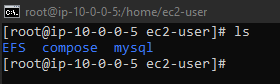 [root@ip-10-0-0-5:/home/ec2-user
[root@ip-10-0-0-5 ec2-user]# ls
EFS compose mysql
[root@ip-10-0-0-5 ec2-user]#